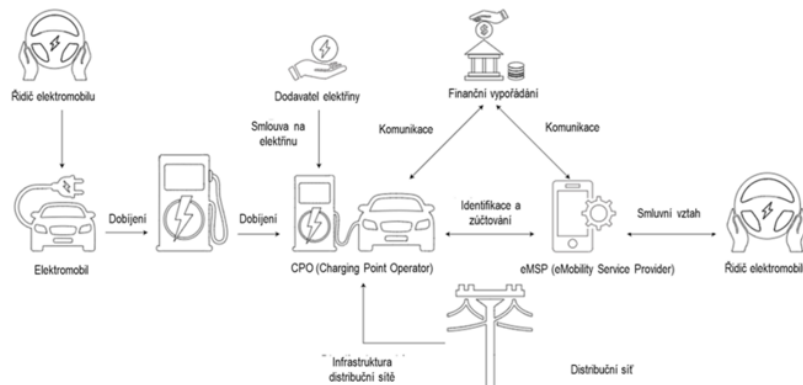 Řidič elektromobilu
Dodavatel elektřiny
Finanční vypořádání
Smlouva na
elektřinu
Komunikace
Komunikace
Dobíjení
Dobíjení
Identifikace a
zúčtování
Smluvní vztah
Elektromobil
CPO (Charging Point Operator)
eMSP (eMobility Service Provider)
Řidič elektromobilu
Infrastruktura
distribuční sítě
Distribuční síť